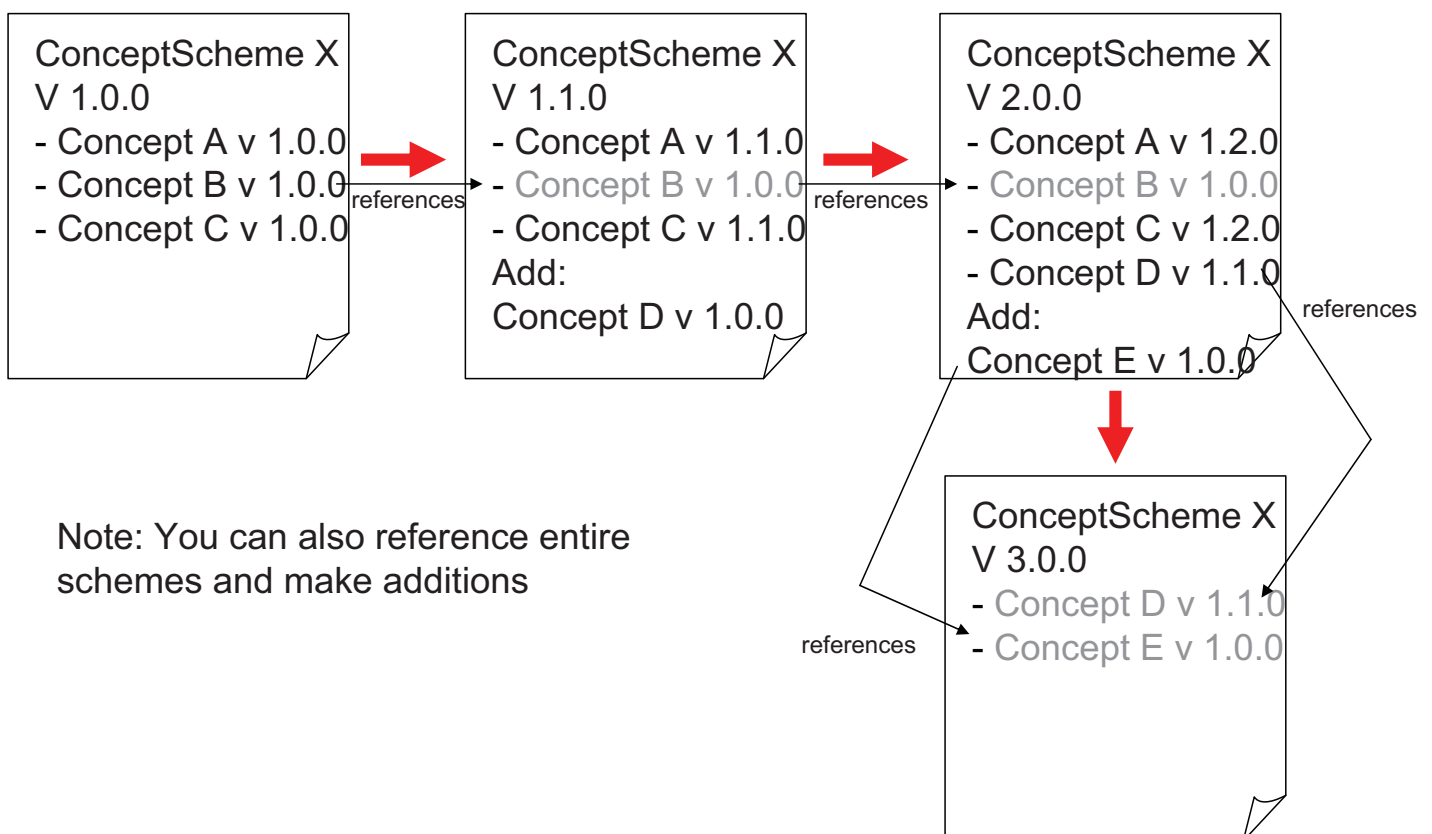 ConceptScheme X
V 1.0.0
- Concept A v 1.0.0
- Concept B v 1.0.0
- Concept C v 1.0.0
references
ConceptScheme X
V 1.1.0
- Concept A v 1.1.0
- Concept B v 1.0.0
- Concept C v 1.1.0
Add:
Concept D v 1.0.0
references
ConceptScheme X
V 2.0.0
- Concept A v 1.2.0
- Concept B v 1.0.0
- Concept C v 1.2.0
- Concept D v 1.1.0
Add:
Concept E v 1.0.0
references
Note: You can also reference entire
schemes and make additions
references
ConceptScheme X
V 3.0.0
- Concept D v 1.1.0
- Concept E v 1.0.0